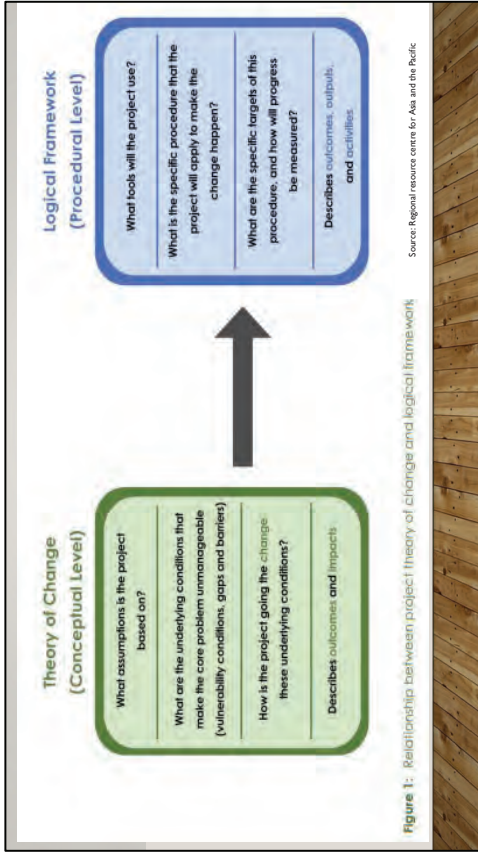 Theory of Change
(Conceptual Level)
What assumptions is the project
based on?
What are the underlying conditions that
make the core problem unmanageable
(vulnerability conditions, gaps and barriers)
How is the project going the change
these underlying conditions?
Describes outcomes and impacts
Logical Framework
(Procedural Level)
What tools will the project use?
What is the specific procedure that the
project will apply to make the
change happen?
What are the specific targets of this
procedure, and how will progress
be measured?
Describes outcomes, outputs,
and activities
Figure 1: Relationship between project theory of change and logical framework
Source: Regional resource centre for Asia and the Pacific